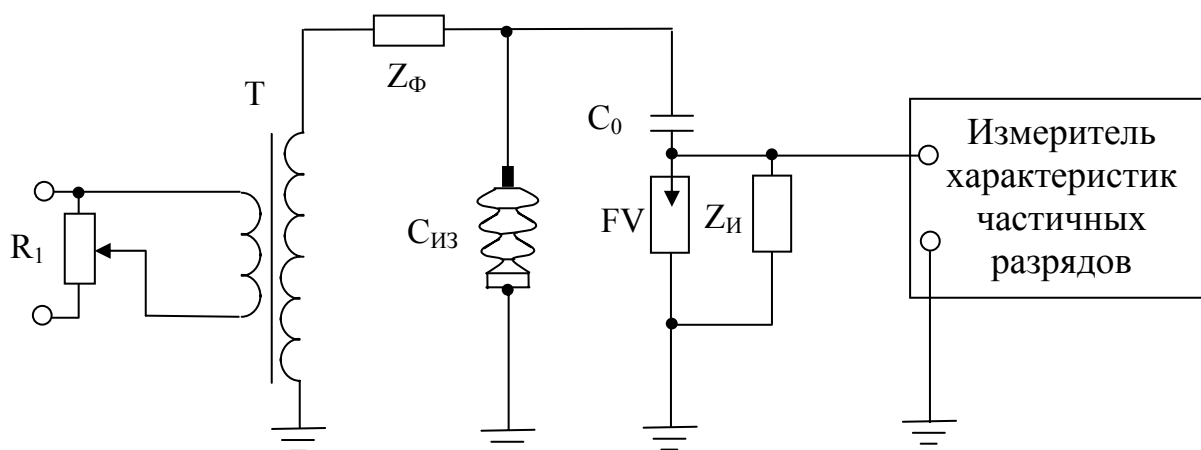 T
Z_Ф
C_0
Измеритель
характеристик
частичных
разрядов
R_1
C_ИЗ
FV
Z_И